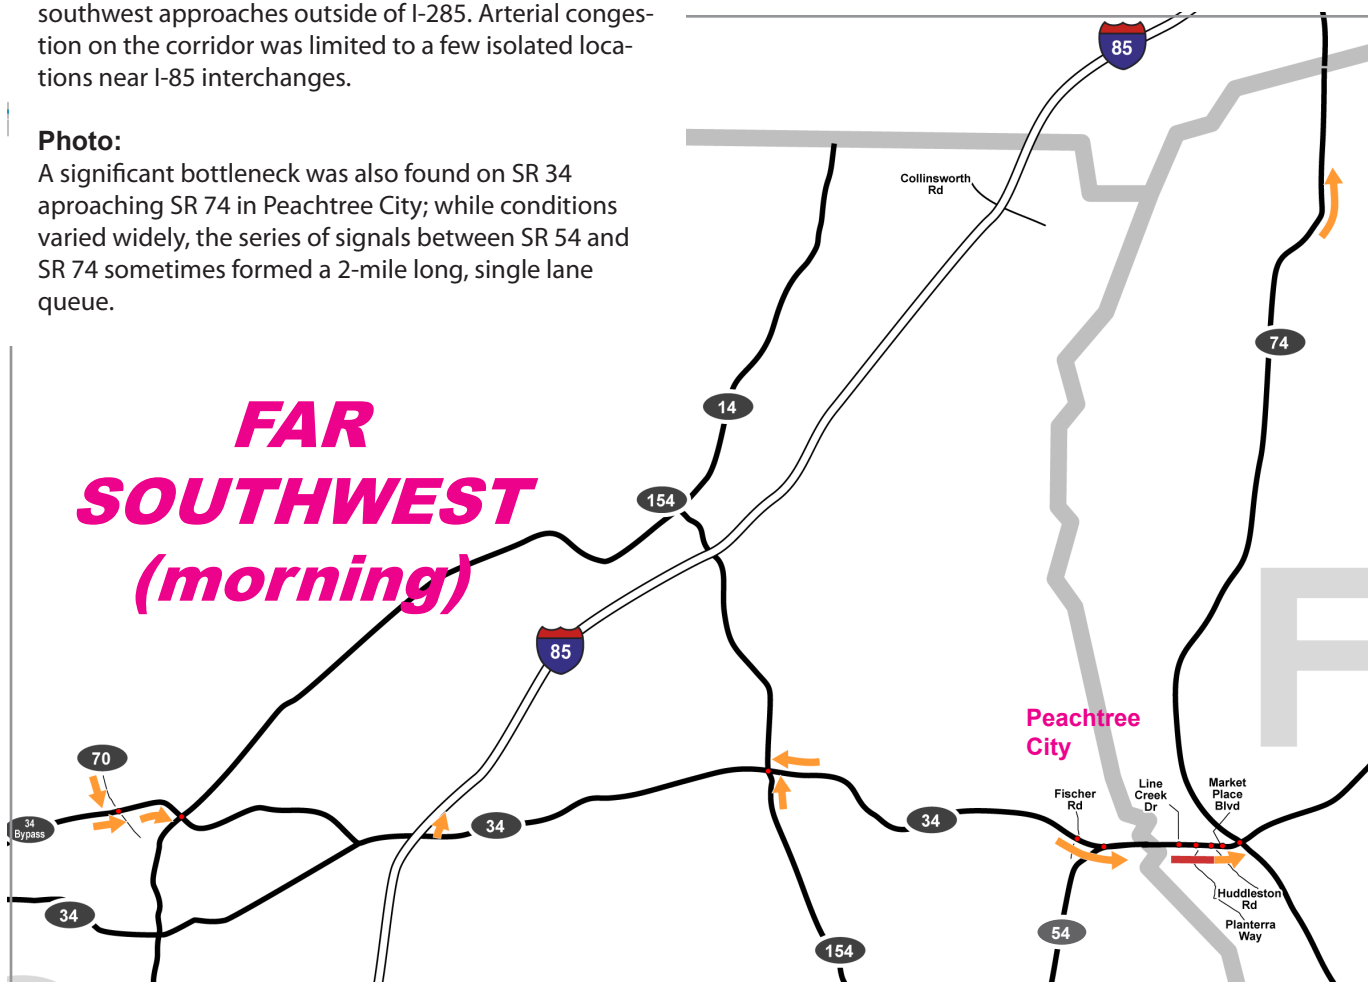 southwest approaches outside of I-285. Arterial conges-
tion on the corridor was limited to a few isolated loca-
tions near I-85 interchanges.
Photo:
A significant bottleneck was also found on SR 34
aproaching SR 74 in Peachtree City; while conditions
varied widely, the series of signals between SR 54 and
SR 74 sometimes formed a 2-mile long, single lane
queue.
FAR
SOUTHWEST
(morning)
85
Collinsworth
Rd
74
14
154
85
70
34
Bypass
34
34
34
154
54
Peachtree
City
Fischer
Rd
Line
Creek
Dr
Market
Place
Blvd
Huddleston
Rd
Planterra
Way
F